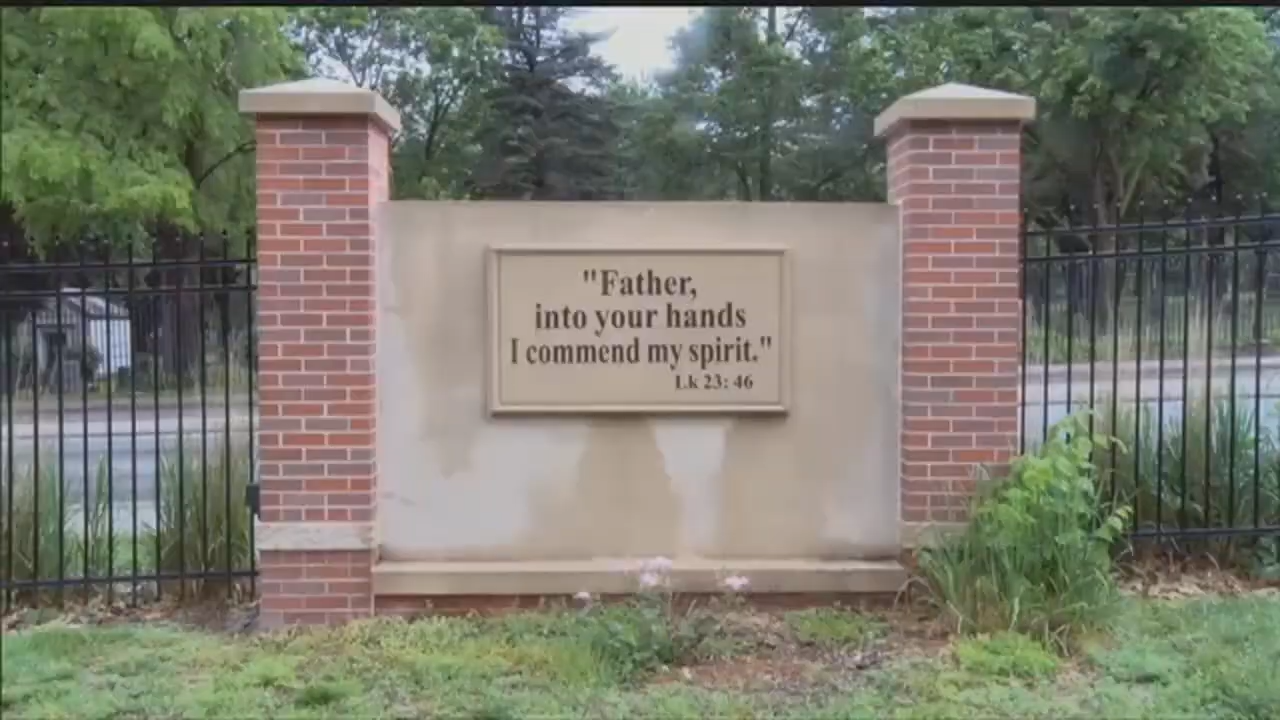 "Father,
into your hands
I commend my spirit."
Lk 23: 46